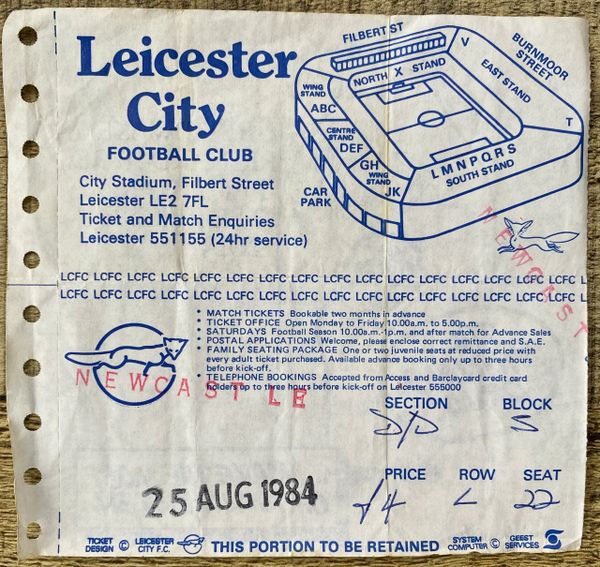 Leicester
City
FOOTBALL CLUB
City Stadium, Filbert Street
Leicester LE2 7FL
Ticket and Match Enquiries
Leicester 551155 (24hr service)
FILBERT ST
BURNMOOR
STREET
NORTH X STAND
V
EAST STAND
T
WING
STAND
ABC
CENTRE
STAND
DEF
GH
WING
STAND
JK
L M N P Q R S
SOUTH STAND
CAR
PARK
NEWCAST
LCFC LCFC LCFC LCFC LCFC LCFC LCFC LCFC LCFC LCFC LCFC LCFC LCFC LCFC LCFC LCFC
LCFC LCFC LCFC LCFC LCFC LCFC LCFC LCFC LCFC LCFC LCFC LCFC LCFC LCFC LCFC LCFC
• MATCH TICKETS Bookable two months in advance
• TICKET OFFICE Open Monday to Friday 10.00a.m. to 5.00p.m.
• SATURDAYS Football Season 10.00a.m.-1p.m. and after match for Advance Sales
• POSTAL APPLICATIONS Welcome, please enclose correct remittance and S.A.E.
• FAMILY SEATING PACKAGE One or two juvenile seats at reduced price with
every adult ticket purchased. Available advance booking only up to three hours
before kick-off.
• TELEPHONE BOOKINGS Accepted from Access and Barclaycard credit card
holders up to three hours before kick-off on Leicester 555000
NEWCASTLE
SECTION BLOCK
D/D S
PRICE ROW SEAT
£4 L 22
25 AUG 1984
TICKET
DESIGN © LEICESTER
CITY F.C.
THIS PORTION TO BE RETAINED
SYSTEM
COMPUTER © GEEST
SERVICES